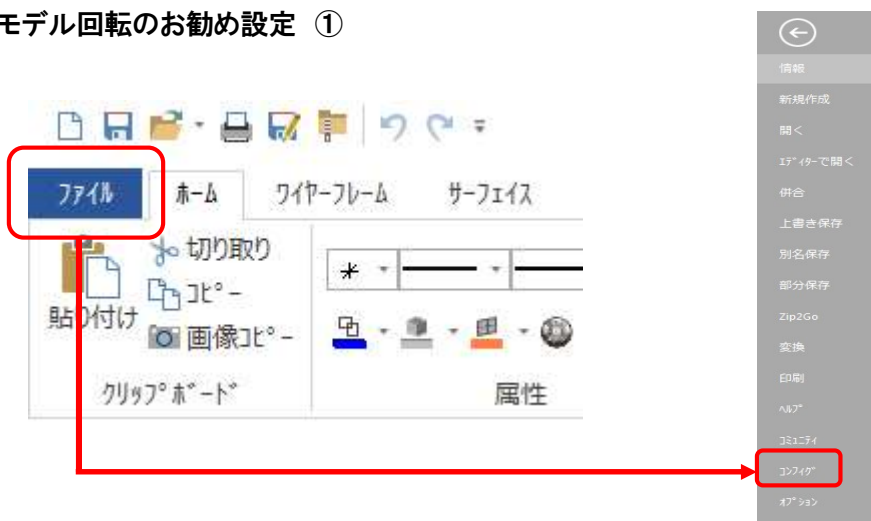 モデル回転のお勧め設定 ①
ﾌｧｲﾙ ﾎｰﾑ ﾜｲﾔｰﾌﾚｰﾑ ｻｰﾌｪｲｽ
切り取り
ｺﾋﾟｰ
貼り付け
画像ｺﾋﾟｰ
ｸﾘｯﾌﾟﾎﾞｰﾄﾞ
属性
情報
新規作成
開く
ｴﾃﾞｨﾀｰで開く
併合
上書き保存
別名保存
部分保存
Zip2Go
変換
印刷
ﾍﾙﾌﾟ
ｺﾐｭﾆﾃｨ
ｺﾝﾌｨｸﾞ
ｵﾌﾟｼｮﾝ